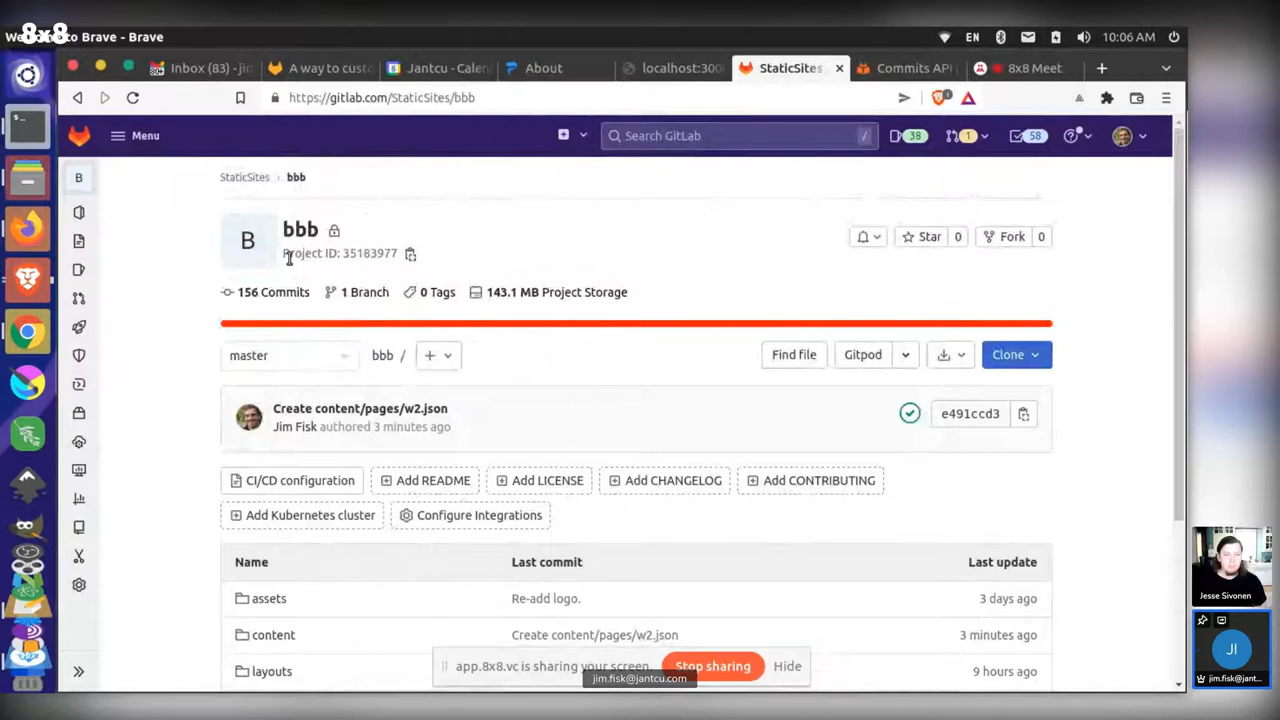 8x8
Welcome to Brave - Brave
EN
10:06 AM
Inbox (83) - jin
A way to cust
Jantcu - Calen
About
localhost:300
StaticSites
Commits API
8x8 Meet
https://gitlab.com/StaticSites/bbb
1
Menu
Search GitLab
/
38
1
58
B
StaticSites
bbb
B
bbb
Project ID: 35183977
Star
0
Fork
0
156 Commits
1 Branch
0 Tags
143.1 MB Project Storage
master
bbb /
Find file
Gitpod
Clone
Create content/pages/w2.json
Jim Fisk authored 3 minutes ago
e491ccd3
CI/CD configuration
Add README
Add LICENSE
Add CHANGELOG
Add CONTRIBUTING
Add Kubernetes cluster
Configure Integrations
Name
Last commit
Last update
assets
Re-add logo.
3 days ago
content
Create content/pages/w2.json
3 minutes ago
layouts
9 hours ago
app.8x8.vc is sharing your screen.
Stop sharing
Hide
jim.fisk@jantcu.com
Jesse Sivonen
JI
jim.fisk@jant...